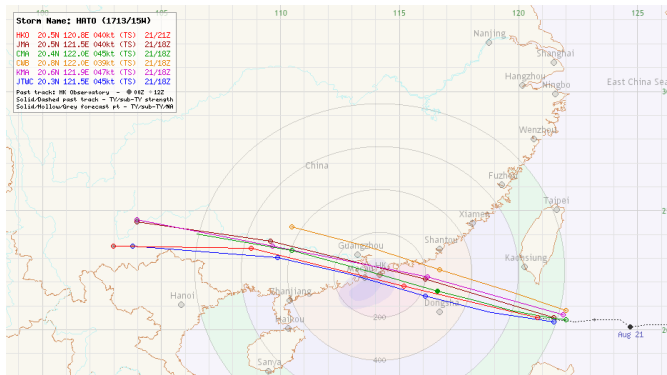 100
110
115
120
125
Storm Name: HATO (1713/15W)
HKO 20.5N 120.8E 040kt (TS) 21/21Z
JMA 20.5N 121.5E 040kt (TS) 21/18Z
CMA 20.4N 122.0E 045kt (TS) 21/18Z
CWB 20.8N 122.0E 039kt (TS) 21/18Z
KMA 20.6N 121.9E 047kt (TS) 21/18Z
JTWC 20.3N 121.5E 045kt (TS) 21/18Z
Past track: HK Observatory - 00Z 12Z
Solid/Dashed past track - TY/sub-TY strength
Solid/Hollow/Grey forecast pt - TY/sub-TY/NA
Nanjing
Shanghai
Hangzhou
Ningbo
East China Sea
Wenzhou
China
Fuzhou
Taipei
Xiamen
Shantou
Guangzhou
Kaohsiung
Hanoi
Zhanjiang
Dongsha
Haikou
200
Aug 21
Sanya
400